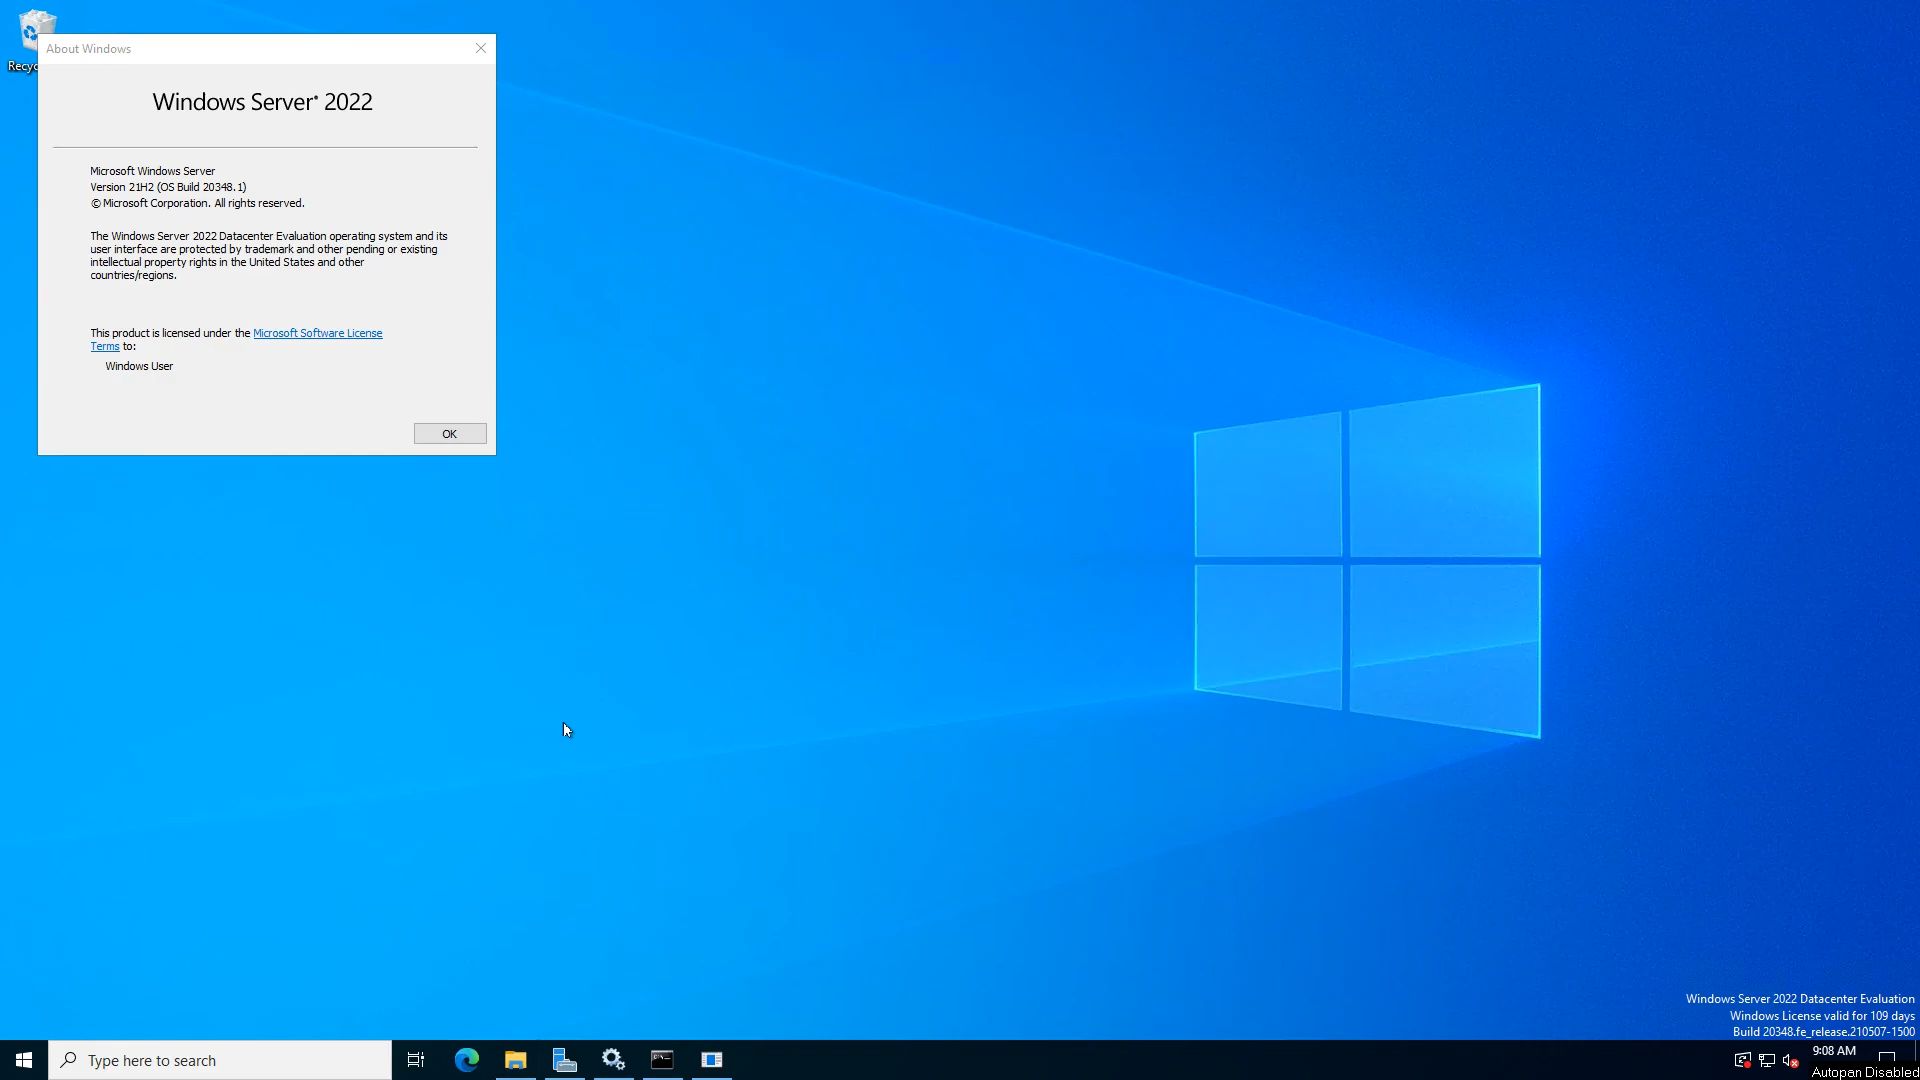 Recyc
About Windows
Windows Server® 2022
Microsoft Windows Server
Version 21H2 (OS Build 20348.1)
© Microsoft Corporation. All rights reserved.
The Windows Server 2022 Datacenter Evaluation operating system and its
user interface are protected by trademark and other pending or existing
intellectual property rights in the United States and other
countries/regions.
This product is licensed under the Microsoft Software License
Terms to:
Windows User
OK
Windows Server 2022 Datacenter Evaluation
Windows License valid for 109 days
Build 20348.fe_release.210507-1500
Type here to search
9:08 AM
Autopan Disabled